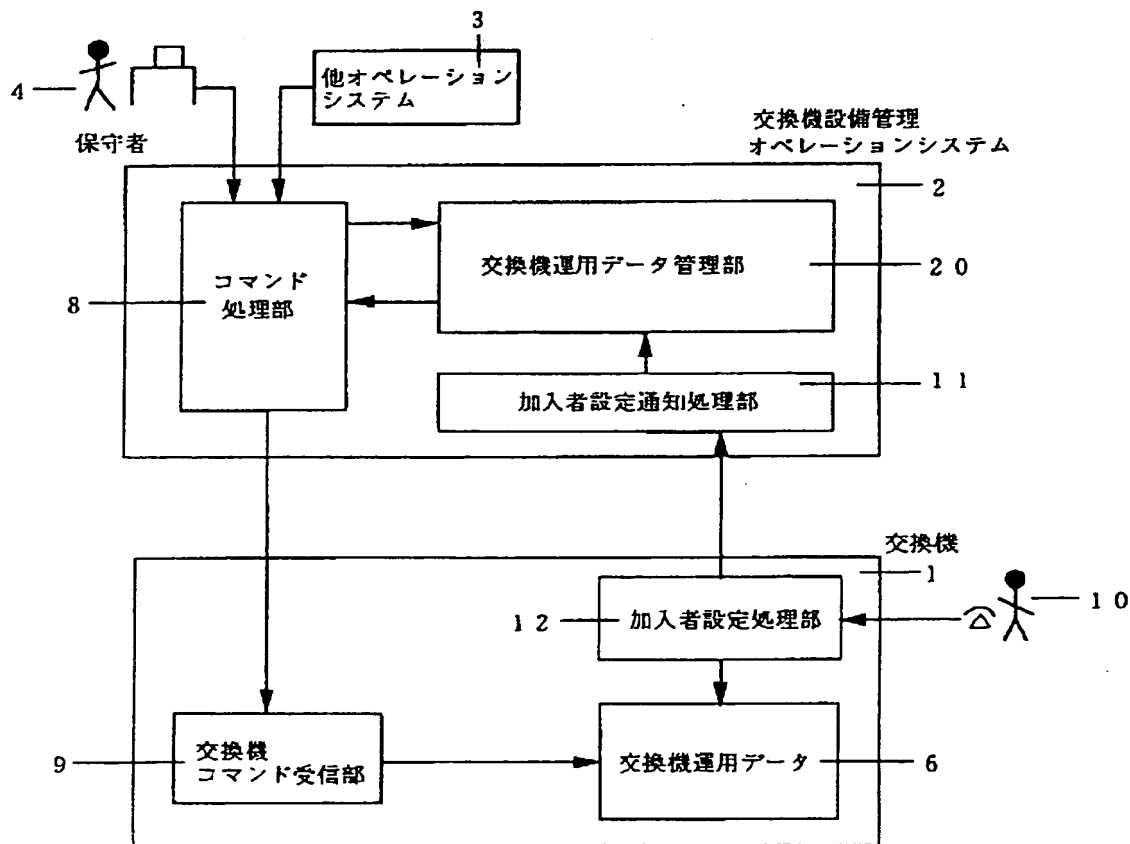 3
他オペレーション
システム
4
保守者
交換機設備管理
オペレーションシステム
2
コマンド
処理部
8
交換機運用データ管理部
20
11
加入者設定通知処理部
交換機
1
10
12
加入者設定処理部
9
交換機
コマンド受信部
交換機運用データ
6